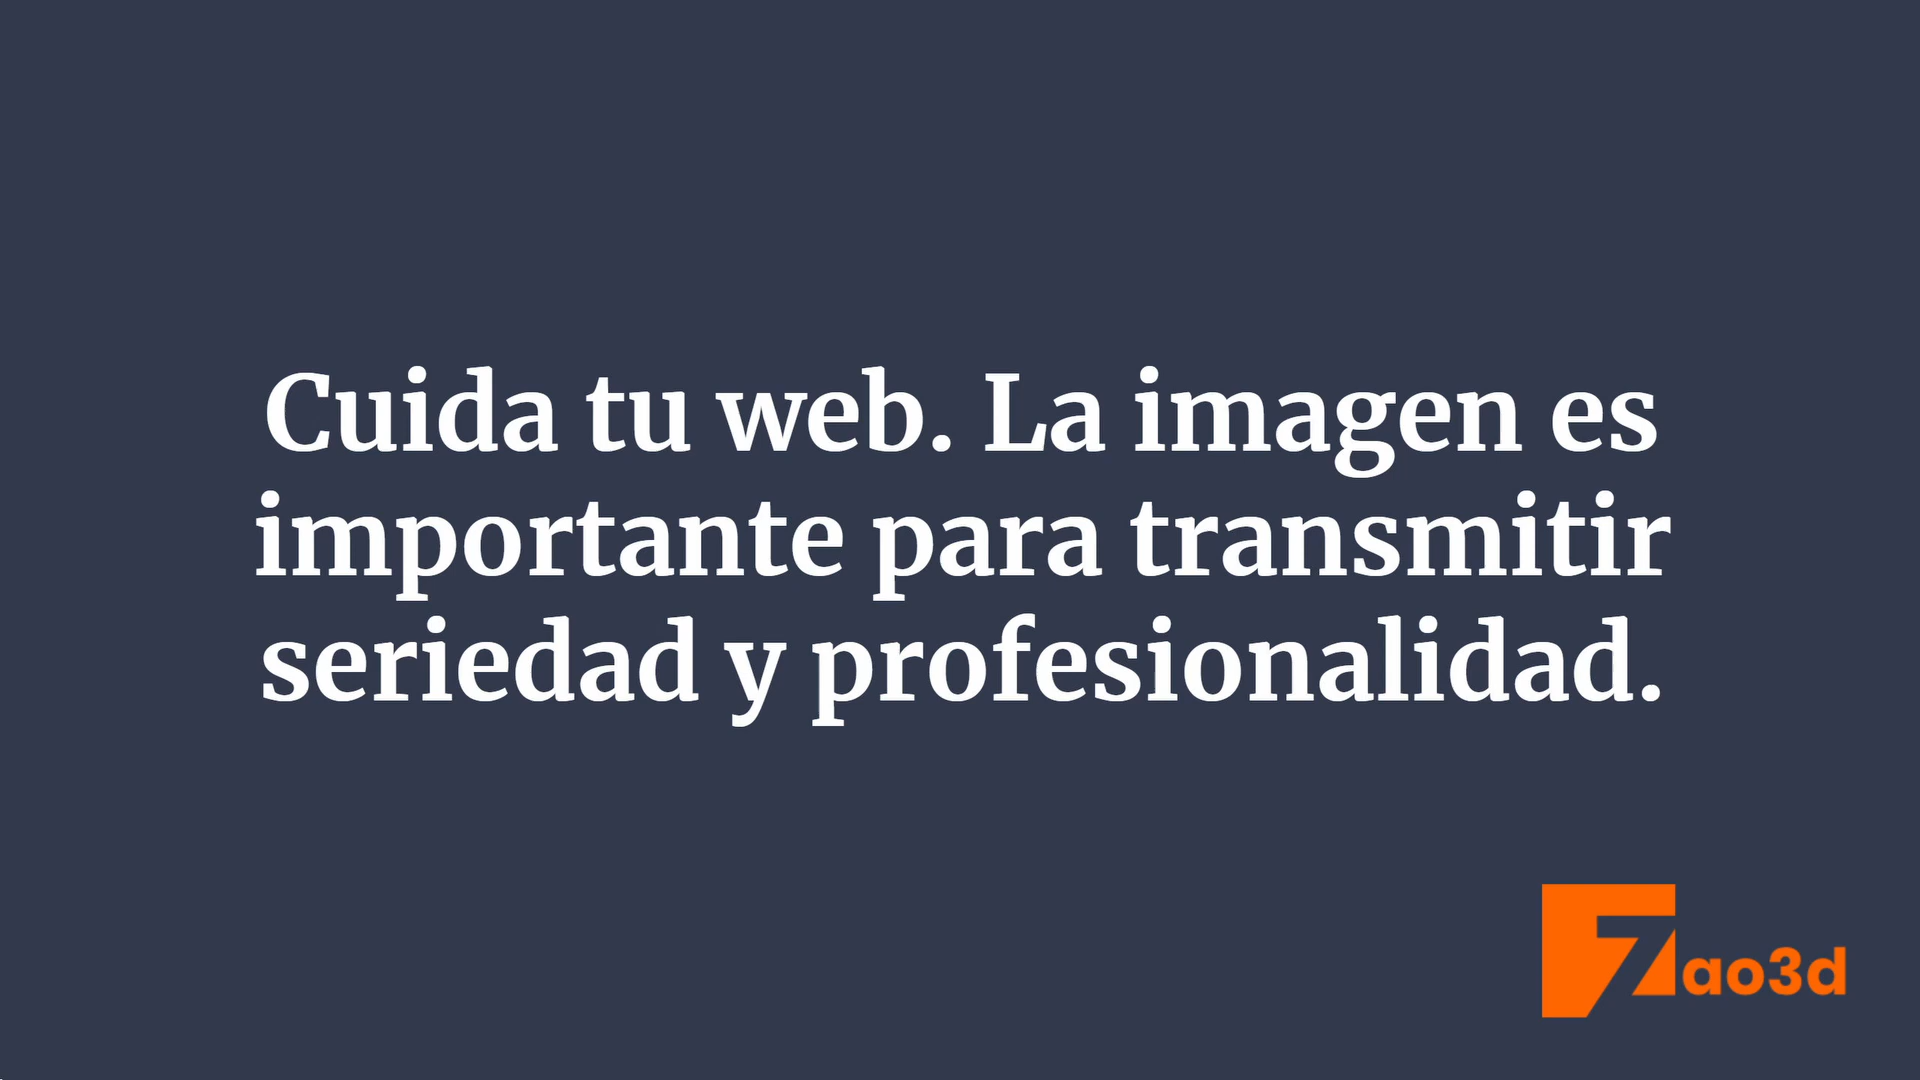 Cuida tu web. La imagen es
importante para transmitir
seriedad y profesionalidad.
Zao3d